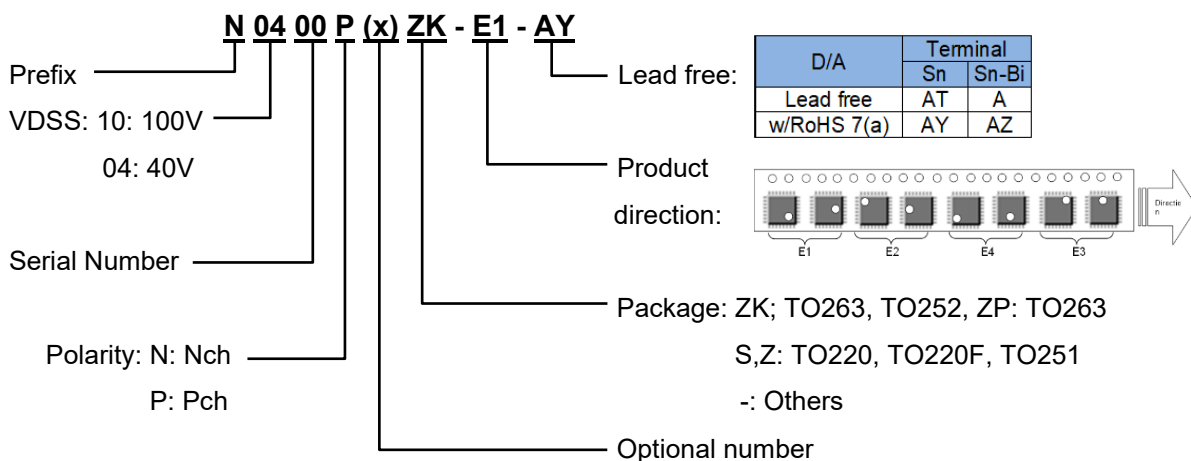 N 04 00 P (x) ZK - E1 - AY
Prefix
VDSS: 10: 100V
04: 40V
Serial Number
Polarity: N: Nch
P: Pch
Lead free:
D/A Terminal
Sn Sn-Bi
Lead free AT A
w/RoHS 7(a) AY AZ
Product
direction:
Directio
n
E1 E2 E4 E3
Package: ZK; TO263, TO252, ZP: TO263
S,Z: TO220, TO220F, TO251
-: Others
Optional number